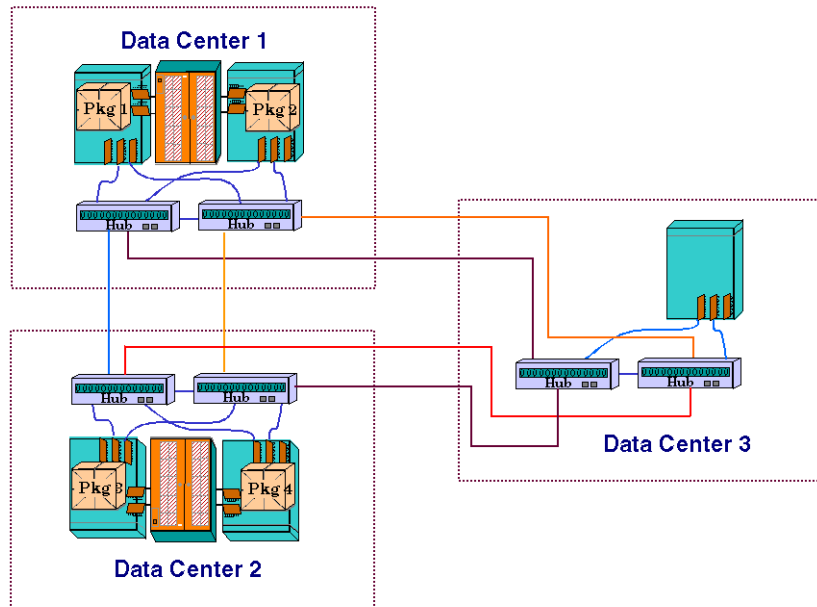 Data Center 1
Pkg 1
Pkg 2
Hub
Hub
Hub
Hub
Pkg 3
Pkg 4
Data Center 2
Hub
Hub
Data Center 3